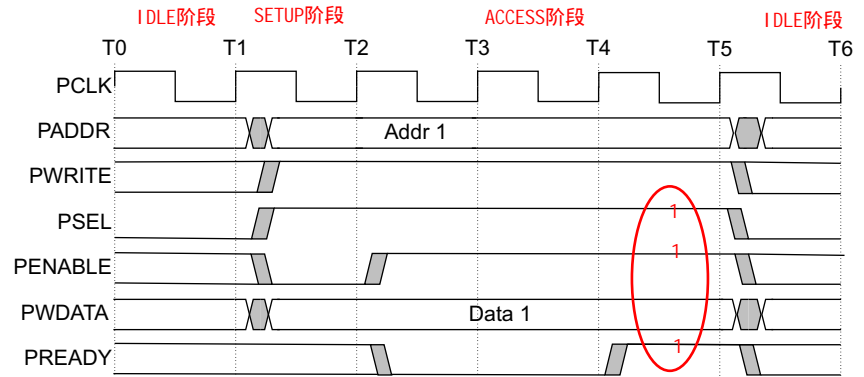 IDLE阶段 SETUP阶段 ACCESS阶段 IDLE阶段
T0 T1 T2 T3 T4 T5 T6
PCLK
PADDR Addr 1
PWRITE
PSEL 1
PENABLE 1
PWDATA Data 1
PREADY 1